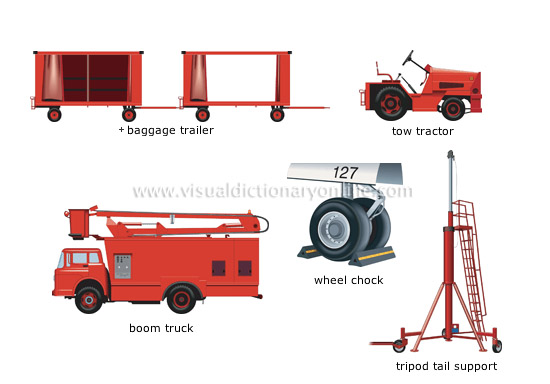 + baggage trailer
tow tractor
127
www.visualdictionaryonline.com
wheel chock
boom truck
tripod tail support